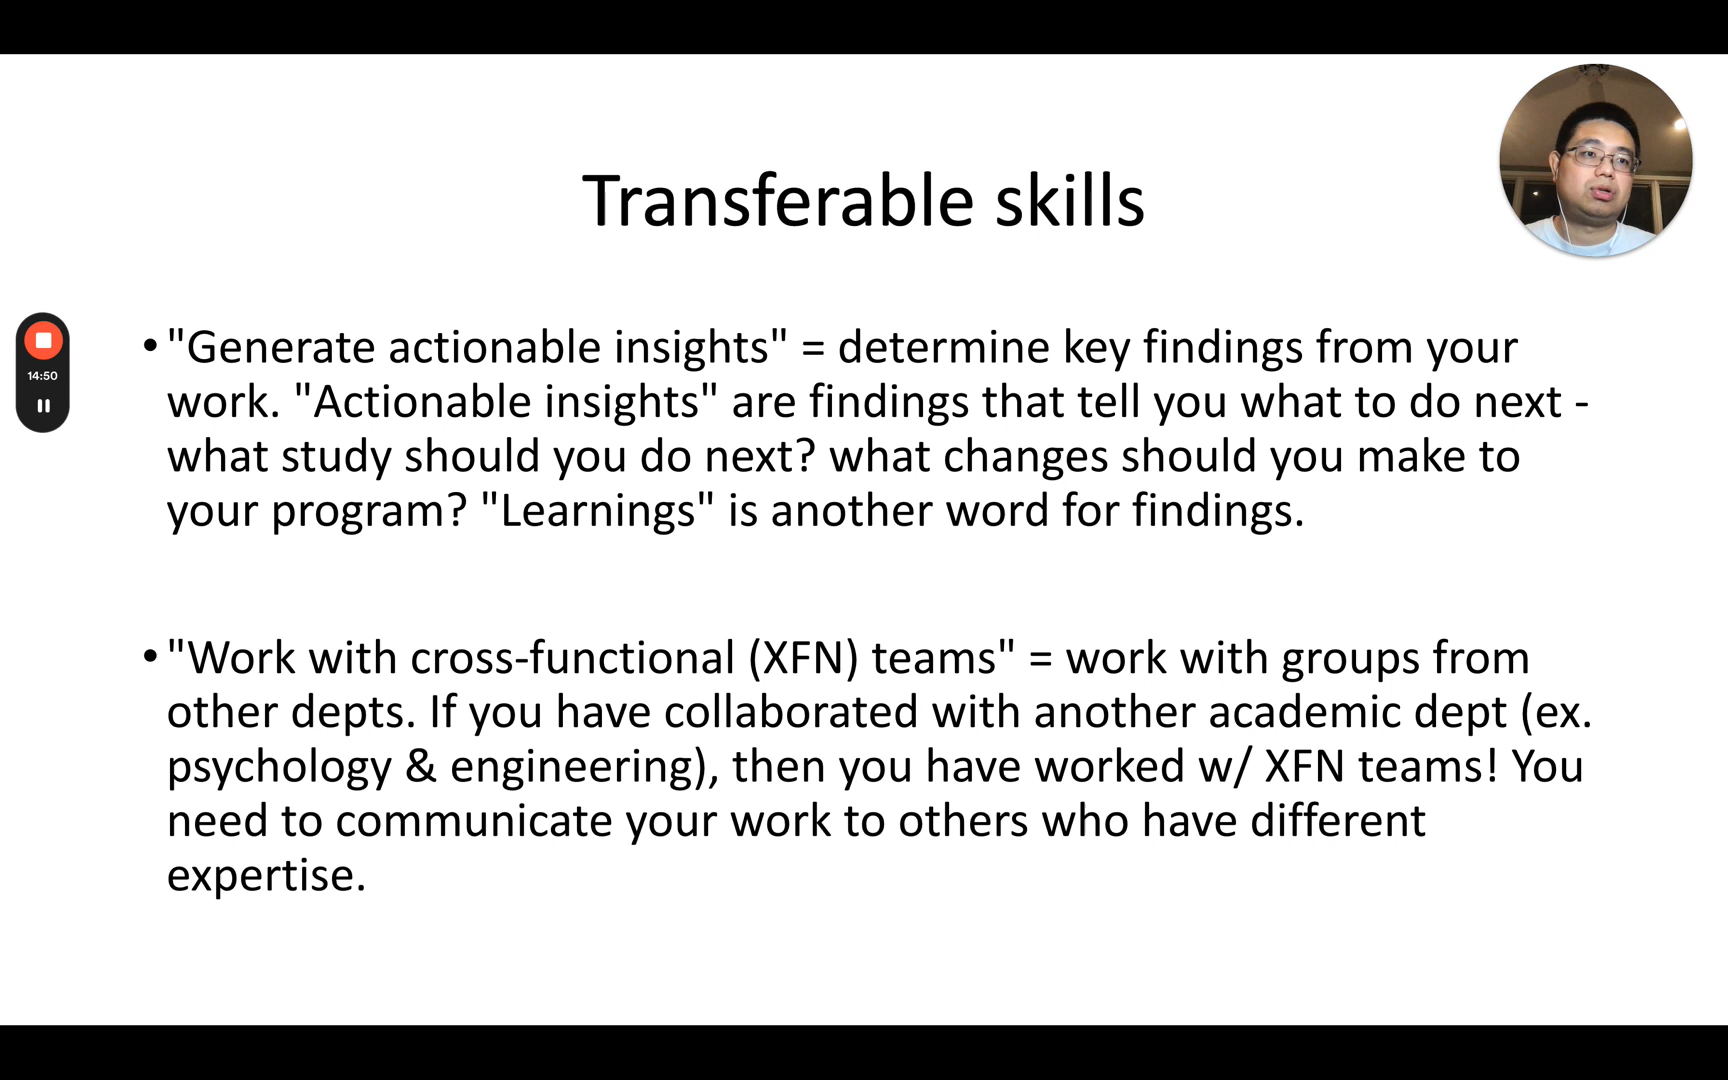 Transferable skills
• "Generate actionable insights" = determine key findings from your
work. "Actionable insights" are findings that tell you what to do next -
what study should you do next? what changes should you make to
your program? "Learnings" is another word for findings.
14:50
• "Work with cross-functional (XFN) teams" = work with groups from
other depts. If you have collaborated with another academic dept (ex.
psychology & engineering), then you have worked w/ XFN teams! You
need to communicate your work to others who have different
expertise.